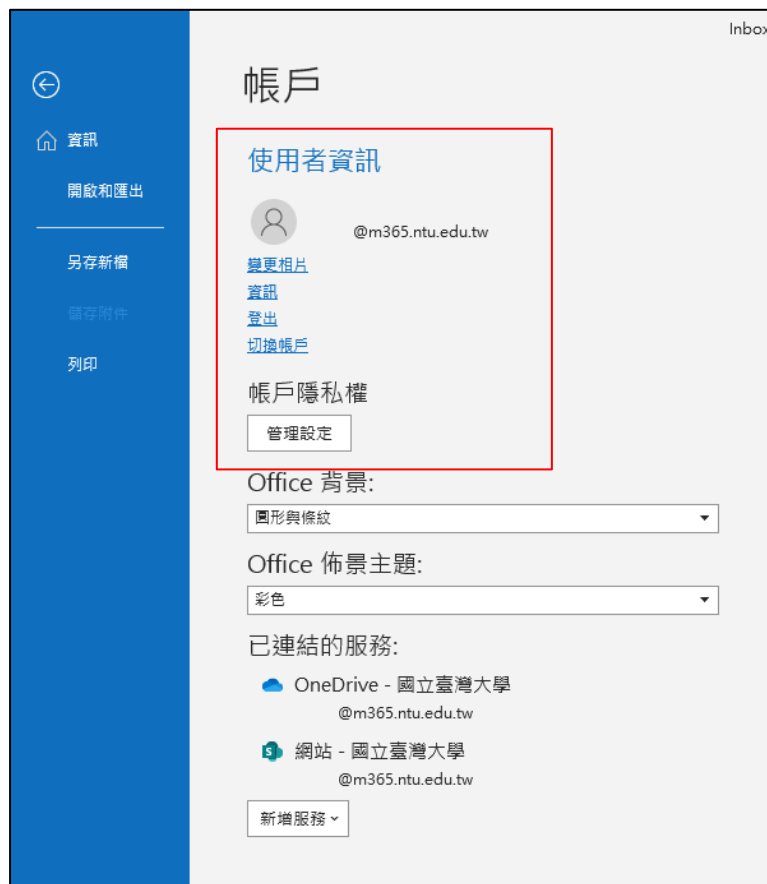 Inbox
帳戶
資訊
開啟和匯出
另存新檔
儲存附件
列印
使用者資訊
@m365.ntu.edu.tw
變更相片
資訊
登出
切換帳戶
帳戶隱私權
管理設定
Office 背景:
圓形與條紋
Office 佈景主題:
彩色
已連結的服務:
OneDrive - 國立臺灣大學
@m365.ntu.edu.tw
網站 - 國立臺灣大學
@m365.ntu.edu.tw
新增服務